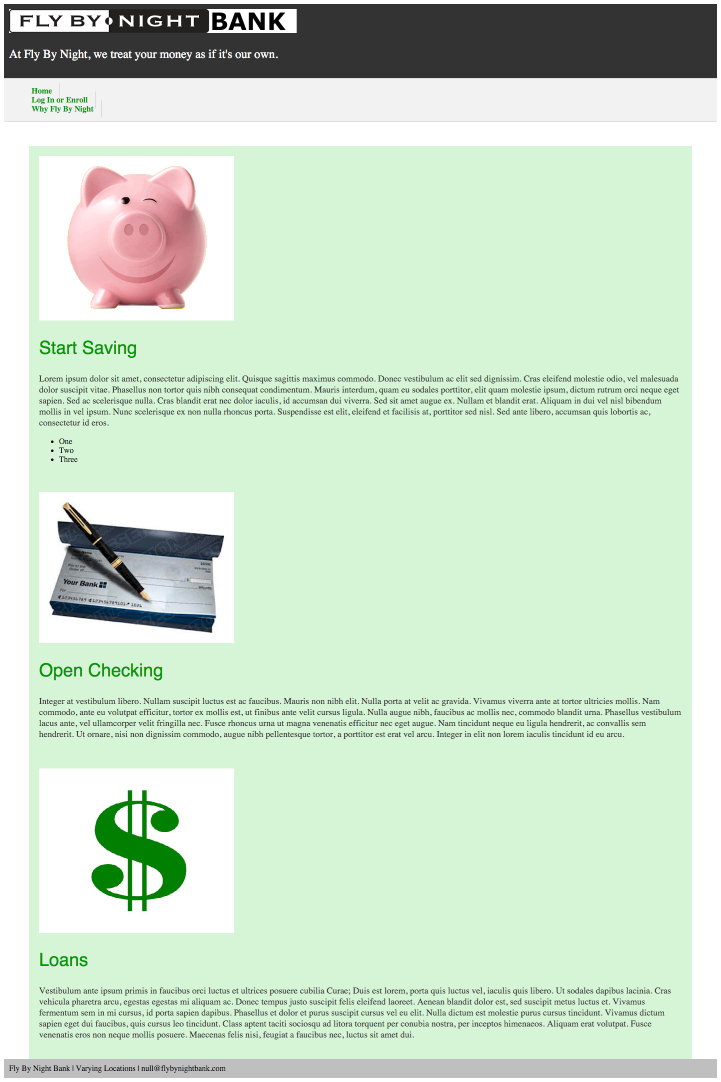 FLY BY NIGHT BANK
At Fly By Night, we treat your money as if it's our own.
Home
Log In or Enroll
Why Fly By Night
Start Saving
Lorem ipsum dolor sit amet, consectetur adipiscing elit. Quisque sagittis maximus commodo. Donec vestibulum ac elit sed dignissim. Cras eleifend molestie odio, vel malesuada
dolor suscipit vitae. Phasellus non tortor quis nibh consequat condimentum. Mauris interdum, quam eu sodales porttitor, elit quam molestie ipsum, dictum rutrum orci neque eget
sapien. Sed ac scelerisque nulla. Cras blandit erat nec dolor iaculis, id accumsan dui viverra. Sed sit amet augue ex. Nullam et blandit erat. Aliquam in dui vel nisl bibendum
mollis in vel ipsum. Nunc scelerisque ex non nulla rhoncus porta. Suspendisse est elit, eleifend et facilisis at, porttitor sed nisl. Sed ante libero, accumsan quis lobortis ac,
consectetur id eros.
One
Two
Three
Your Bank
Open Checking
Integer at vestibulum libero. Nullam suscipit luctus est ac faucibus. Mauris non nibh elit. Nulla porta at velit ac gravida. Vivamus viverra ante at tortor ultricies mollis. Nam
commodo, ante eu volutpat efficitur, tortor ex mollis est, ut finibus ante velit cursus ligula. Nulla augue nibh, faucibus ac mollis nec, commodo blandit urna. Phasellus vestibulum
lacus ante, vel ullamcorper velit fringilla nec. Fusce rhoncus urna ut magna venenatis efficitur nec eget augue. Nam tincidunt neque eu ligula hendrerit, ac convallis sem
hendrerit. Ut ornare, nisi non dignissim commodo, augue nibh pellentesque tortor, a porttitor est erat vel arcu. Integer in elit non lorem iaculis tincidunt id eu arcu.
$
Loans
Vestibulum ante ipsum primis in faucibus orci luctus et ultrices posuere cubilia Curae; Duis est lorem, porta quis luctus vel, iaculis quis libero. Ut sodales dapibus lacinia. Cras
vehicula pharetra arcu, egestas egestas mi aliquam ac. Donec tempus justo suscipit felis eleifend laoreet. Aenean blandit dolor est, sed suscipit metus luctus et. Vivamus
fermentum sem in mi cursus, id porta sapien dapibus. Phasellus et dolor et purus suscipit cursus vel eu elit. Nulla dictum est molestie purus cursus tincidunt. Vivamus dictum
sapien eget dui faucibus, quis cursus leo tincidunt. Class aptent taciti sociosqu ad litora torquent per conubia nostra, per inceptos himenaeos. Aliquam erat volutpat. Fusce
venenatis eros non neque mollis posuere. Maecenas felis nisi, feugiat a faucibus nec, luctus sit amet dui.
Fly By Night Bank | Varying Locations | null@flybynightbank.com